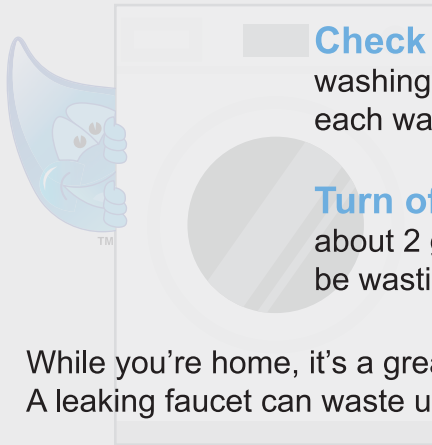 Check
washing
each wa
Turn of
about 2
be wasti
TM
While you're home, it's a grea
A leaking faucet can waste u